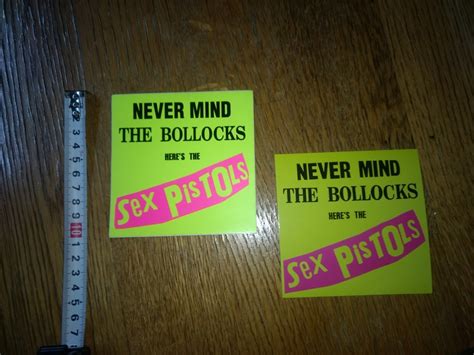 2
3
4
5
6
7
8
9
10
1
2
3
4
5
6
7
NEVER MIND
THE BOLLOCKS
HERE'S THE
Sex PisTOLs
NEVER MIND
THE BOLLOCKS
HERE'S THE
Sex PisTOLs